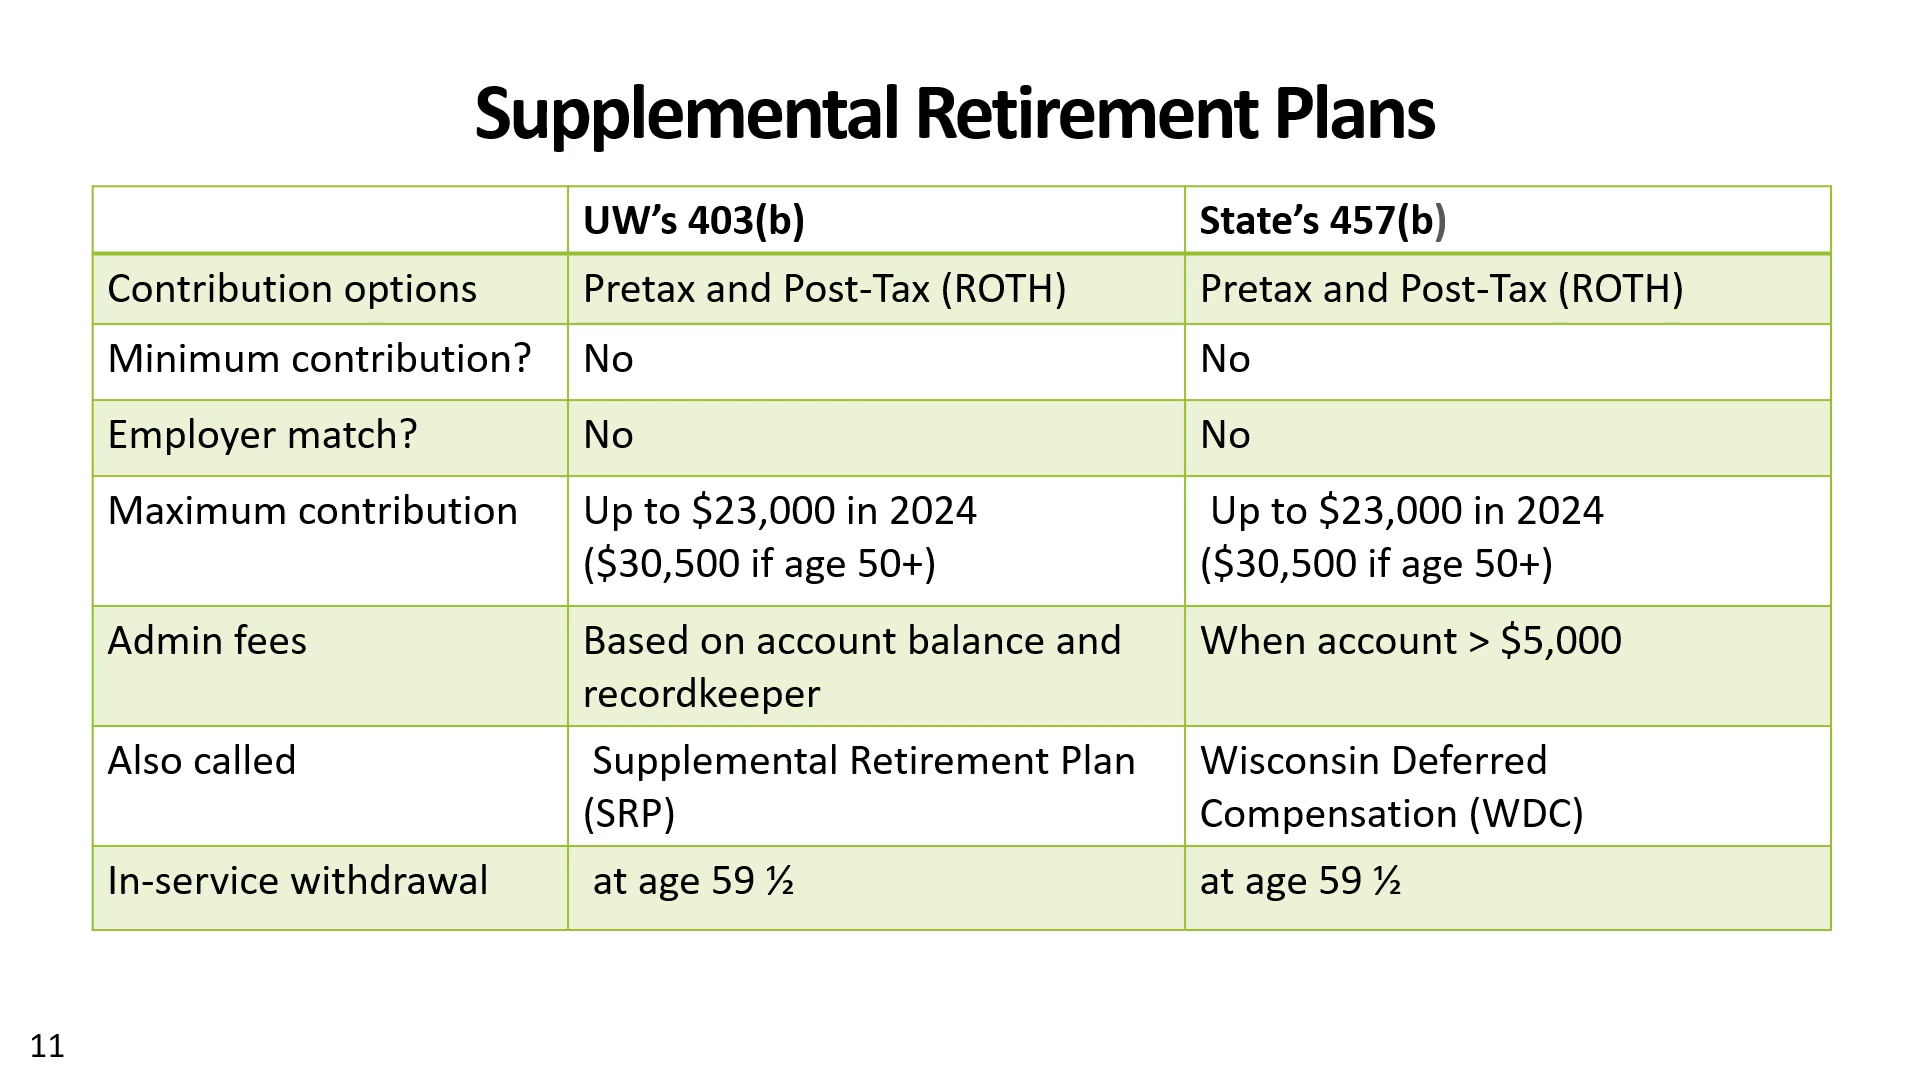 Supplemental Retirement Plans
UW’s 403(b)
State’s 457(b)
Contribution options
Pretax and Post-Tax (ROTH)
Pretax and Post-Tax (ROTH)
Minimum contribution?
No
No
Employer match?
No
No
Maximum contribution
Up to $23,000 in 2024
($30,500 if age 50+)
Up to $23,000 in 2024
($30,500 if age 50+)
Admin fees
Based on account balance and
recordkeeper
When account > $5,000
Also called
Supplemental Retirement Plan
(SRP)
Wisconsin Deferred
Compensation (WDC)
In-service withdrawal
at age 59 ½
at age 59 ½
11